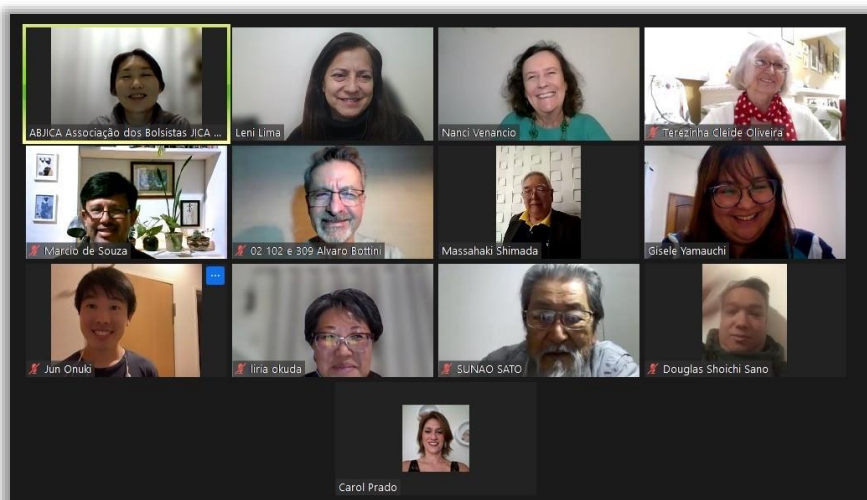 ABJICA Associação dos Bolsistas JICA ...
Leni Lima
Nanci Venancio
Terezinha Cleide Oliveira
Marcio de Souza
02 102 e 309 Alvaro Bottini
Massahaki Shimada
Gisele Yamauchi
Jun Onuki
liria okuda
SUNAO SATO
Douglas Shoichi Sano
Carol Prado